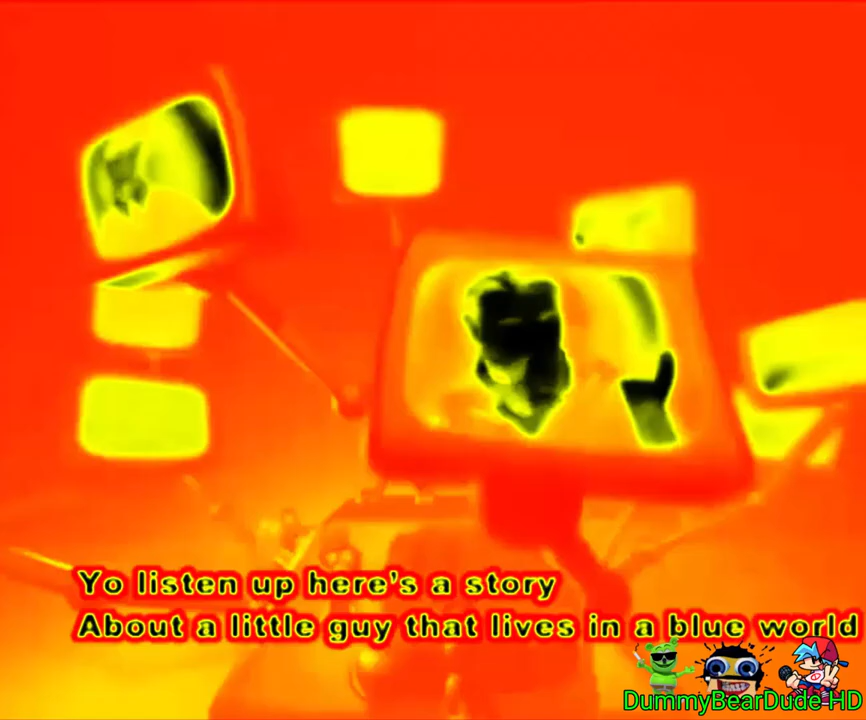 Yo listen up here's a story
About a little guy that lives in a blue world
DummyBearDude HD